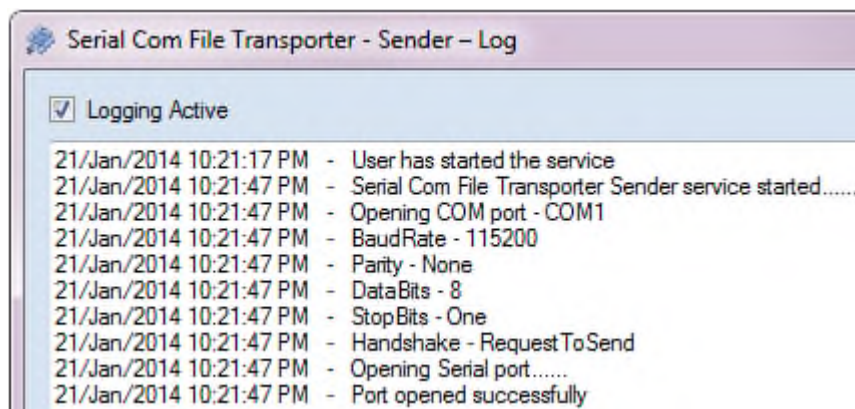 Serial Com File Transporter - Sender – Log
Logging Active
21/Jan/2014 10:21:17 PM - User has started the service
21/Jan/2014 10:21:47 PM - Serial Com File Transporter Sender service started......
21/Jan/2014 10:21:47 PM - Opening COM port - COM1
21/Jan/2014 10:21:47 PM - BaudRate - 115200
21/Jan/2014 10:21:47 PM - Parity - None
21/Jan/2014 10:21:47 PM - DataBits - 8
21/Jan/2014 10:21:47 PM - StopBits - One
21/Jan/2014 10:21:47 PM - Handshake - RequestToSend
21/Jan/2014 10:21:47 PM - Opening Serial port......
21/Jan/2014 10:21:47 PM - Port opened successfully